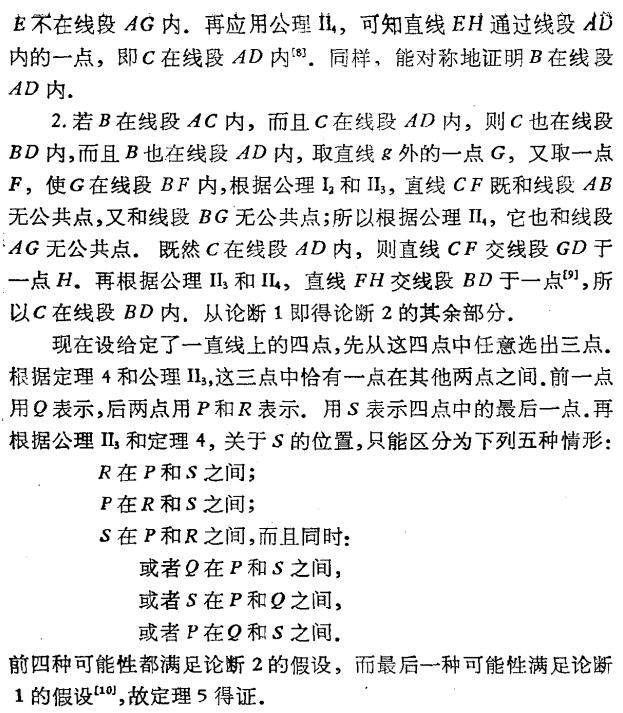 E不在线段 AG 内．再应用公理 II₄，可知直线 EH 通过线段 AD
内的一点，即 C 在线段 AD 内[8]．同样，能对称地证明 B 在线段
AD 内．
2. 若 B 在线段 AC 内，而且 C 在线段 AD 内，则 C 也在线段
BD 内，而且 B 也在线段 AD 内，取直线 g 外的一点 G，又取一点
F，使 G 在线段 BF 内，根据公理 I₂ 和 II₃，直线 CF 既和线段 AB
无公共点，又和线段 BG 无公共点；所以根据公理 II₄，它也和线段
AG 无公共点．既然 C 在线段 AD 内，则直线 CF 交线段 GD 于
一点 H．再根据公理 II₃ 和 II₄，直线 FH 交线段 BD 于一点[9]，所
以 C 在线段 BD 内．从论断 1 即得论断 2 的其余部分．
现在设给定了一直线上的四点，先从这四点中任意选出三点．
根据定理 4 和公理 II₃，这三点中恰有一点在其他两点之间．前一点
用 Q 表示，后两点用 P 和 R 表示．用 S 表示四点中的最后一点．再
根据公理 II₃ 和定理 4，关于 S 的位置，只能区分为下列五种情形：
R 在 P 和 S 之间；
P 在 R 和 S 之间；
S 在 P 和 R 之间，而且同时：
或者 Q 在 P 和 S 之间，
或者 S 在 P 和 Q 之间，
或者 P 在 Q 和 S 之间．
前四种可能性都满足论断 2 的假设，而最后一种可能性满足论断
1 的假设[10]，故定理 5 得证．